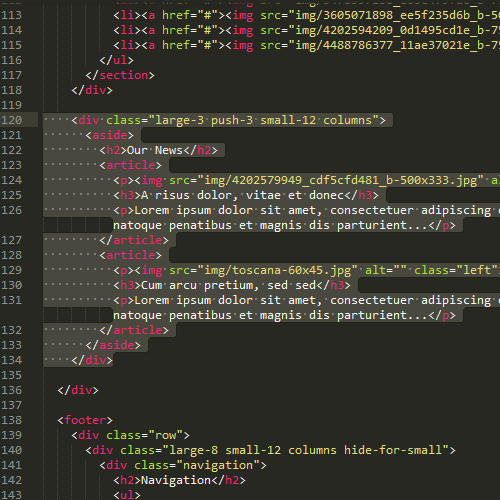 113 <li><a href="#"><img src="img/3605071898_ee5f235d6b_b-50
114 <li><a href="#"><img src="img/4202594209_0d1495cd1e_b-75
115 <li><a href="#"><img src="img/4488786377_11ae37021e_b-75
116 </ul>
117 </section>
118 </div>
119
120 <div class="large-3 push-3 small-12 columns">
121 <aside>
122 <h2>Our News</h2>
123 <article>
124 <p><img src="img/4202579949_cdf5cfd481_b-500x333.jpg" al
125 <h3>A risus dolor, vitae et donec</h3>
126 <p>Lorem ipsum dolor sit amet, consectetuer adipiscing e
natoque penatibus et magnis dis parturient...</p>
127 </article>
128 <article>
129 <p><img src="img/toscana-60x45.jpg" alt="" class="left"
130 <h3>Cum arcu pretium, sed sed</h3>
131 <p>Lorem ipsum dolor sit amet, consectetuer adipiscing e
natoque penatibus et magnis dis parturient...</p>
132 </article>
133 </aside>
134 </div>
135
136 </div>
137
138 <footer>
139 <div class="row">
140 <div class="large-8 small-12 columns hide-for-small">
141 <div class="navigation">
142 <h2>Navigation</h2>
143 <ul>